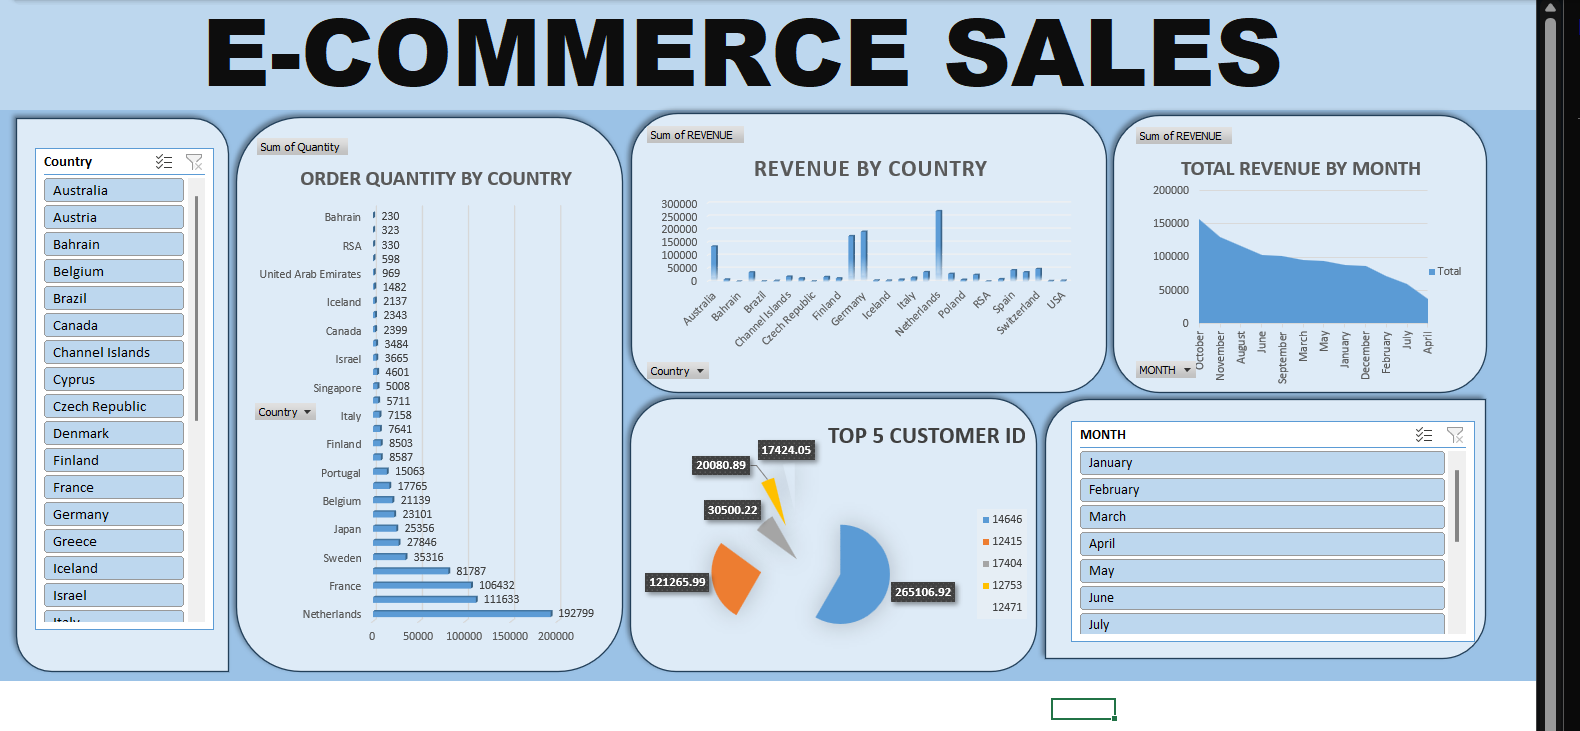 E-COMMERCE SALES
Country
Australia
Austria
Bahrain
Belgium
Brazil
Canada
Channel Islands
Cyprus
Czech Republic
Denmark
Finland
France
Germany
Greece
Iceland
Israel
Italy
Sum of Quantity
ORDER QUANTITY BY COUNTRY
Bahrain 230
323
RSA 330
598
United Arab Emirates 969
1482
Iceland 2137
2343
Canada 2399
3484
Israel 3665
4601
Singapore 5008
5711
Italy 7158
7641
Finland 8503
8587
Portugal 15063
17765
Belgium 21139
23101
Japan 25356
27846
Sweden 35316
81787
France 106432
111633
Netherlands 192799
0 50000 100000 150000 200000
Country
Sum of REVENUE
REVENUE BY COUNTRY
300000
250000
200000
150000
100000
50000
0
Australia
Bahrain
Brazil
Channel Islands
Czech Republic
Finland
Germany
Iceland
Italy
Netherlands
Poland
RSA
Spain
Switzerland
USA
Country
Sum of REVENUE
TOTAL REVENUE BY MONTH
200000
150000
100000
50000
0
October
November
August
June
September
March
May
January
December
February
July
April
Total
MONTH
TOP 5 CUSTOMER ID
17424.05
20080.89
30500.22
121265.99
265106.92
14646
12415
17404
12753
12471
MONTH
January
February
March
April
May
June
July